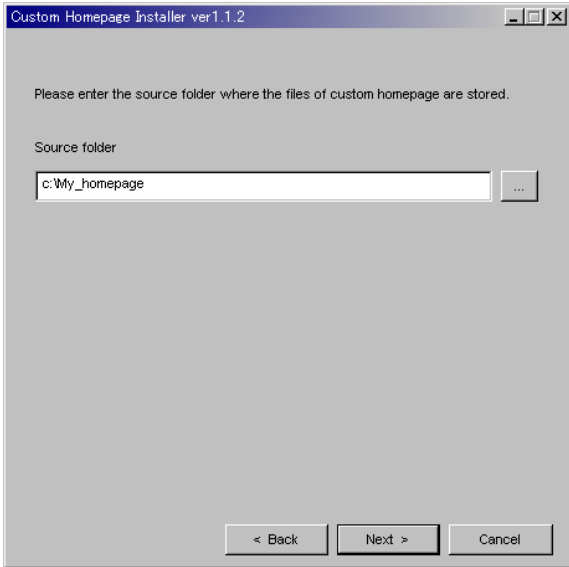 Custom Homepage Installer ver1.1.2
Please enter the source folder where the files of custom homepage are stored.
Source folder
c:\My_homepage
...
< Back
Next >
Cancel